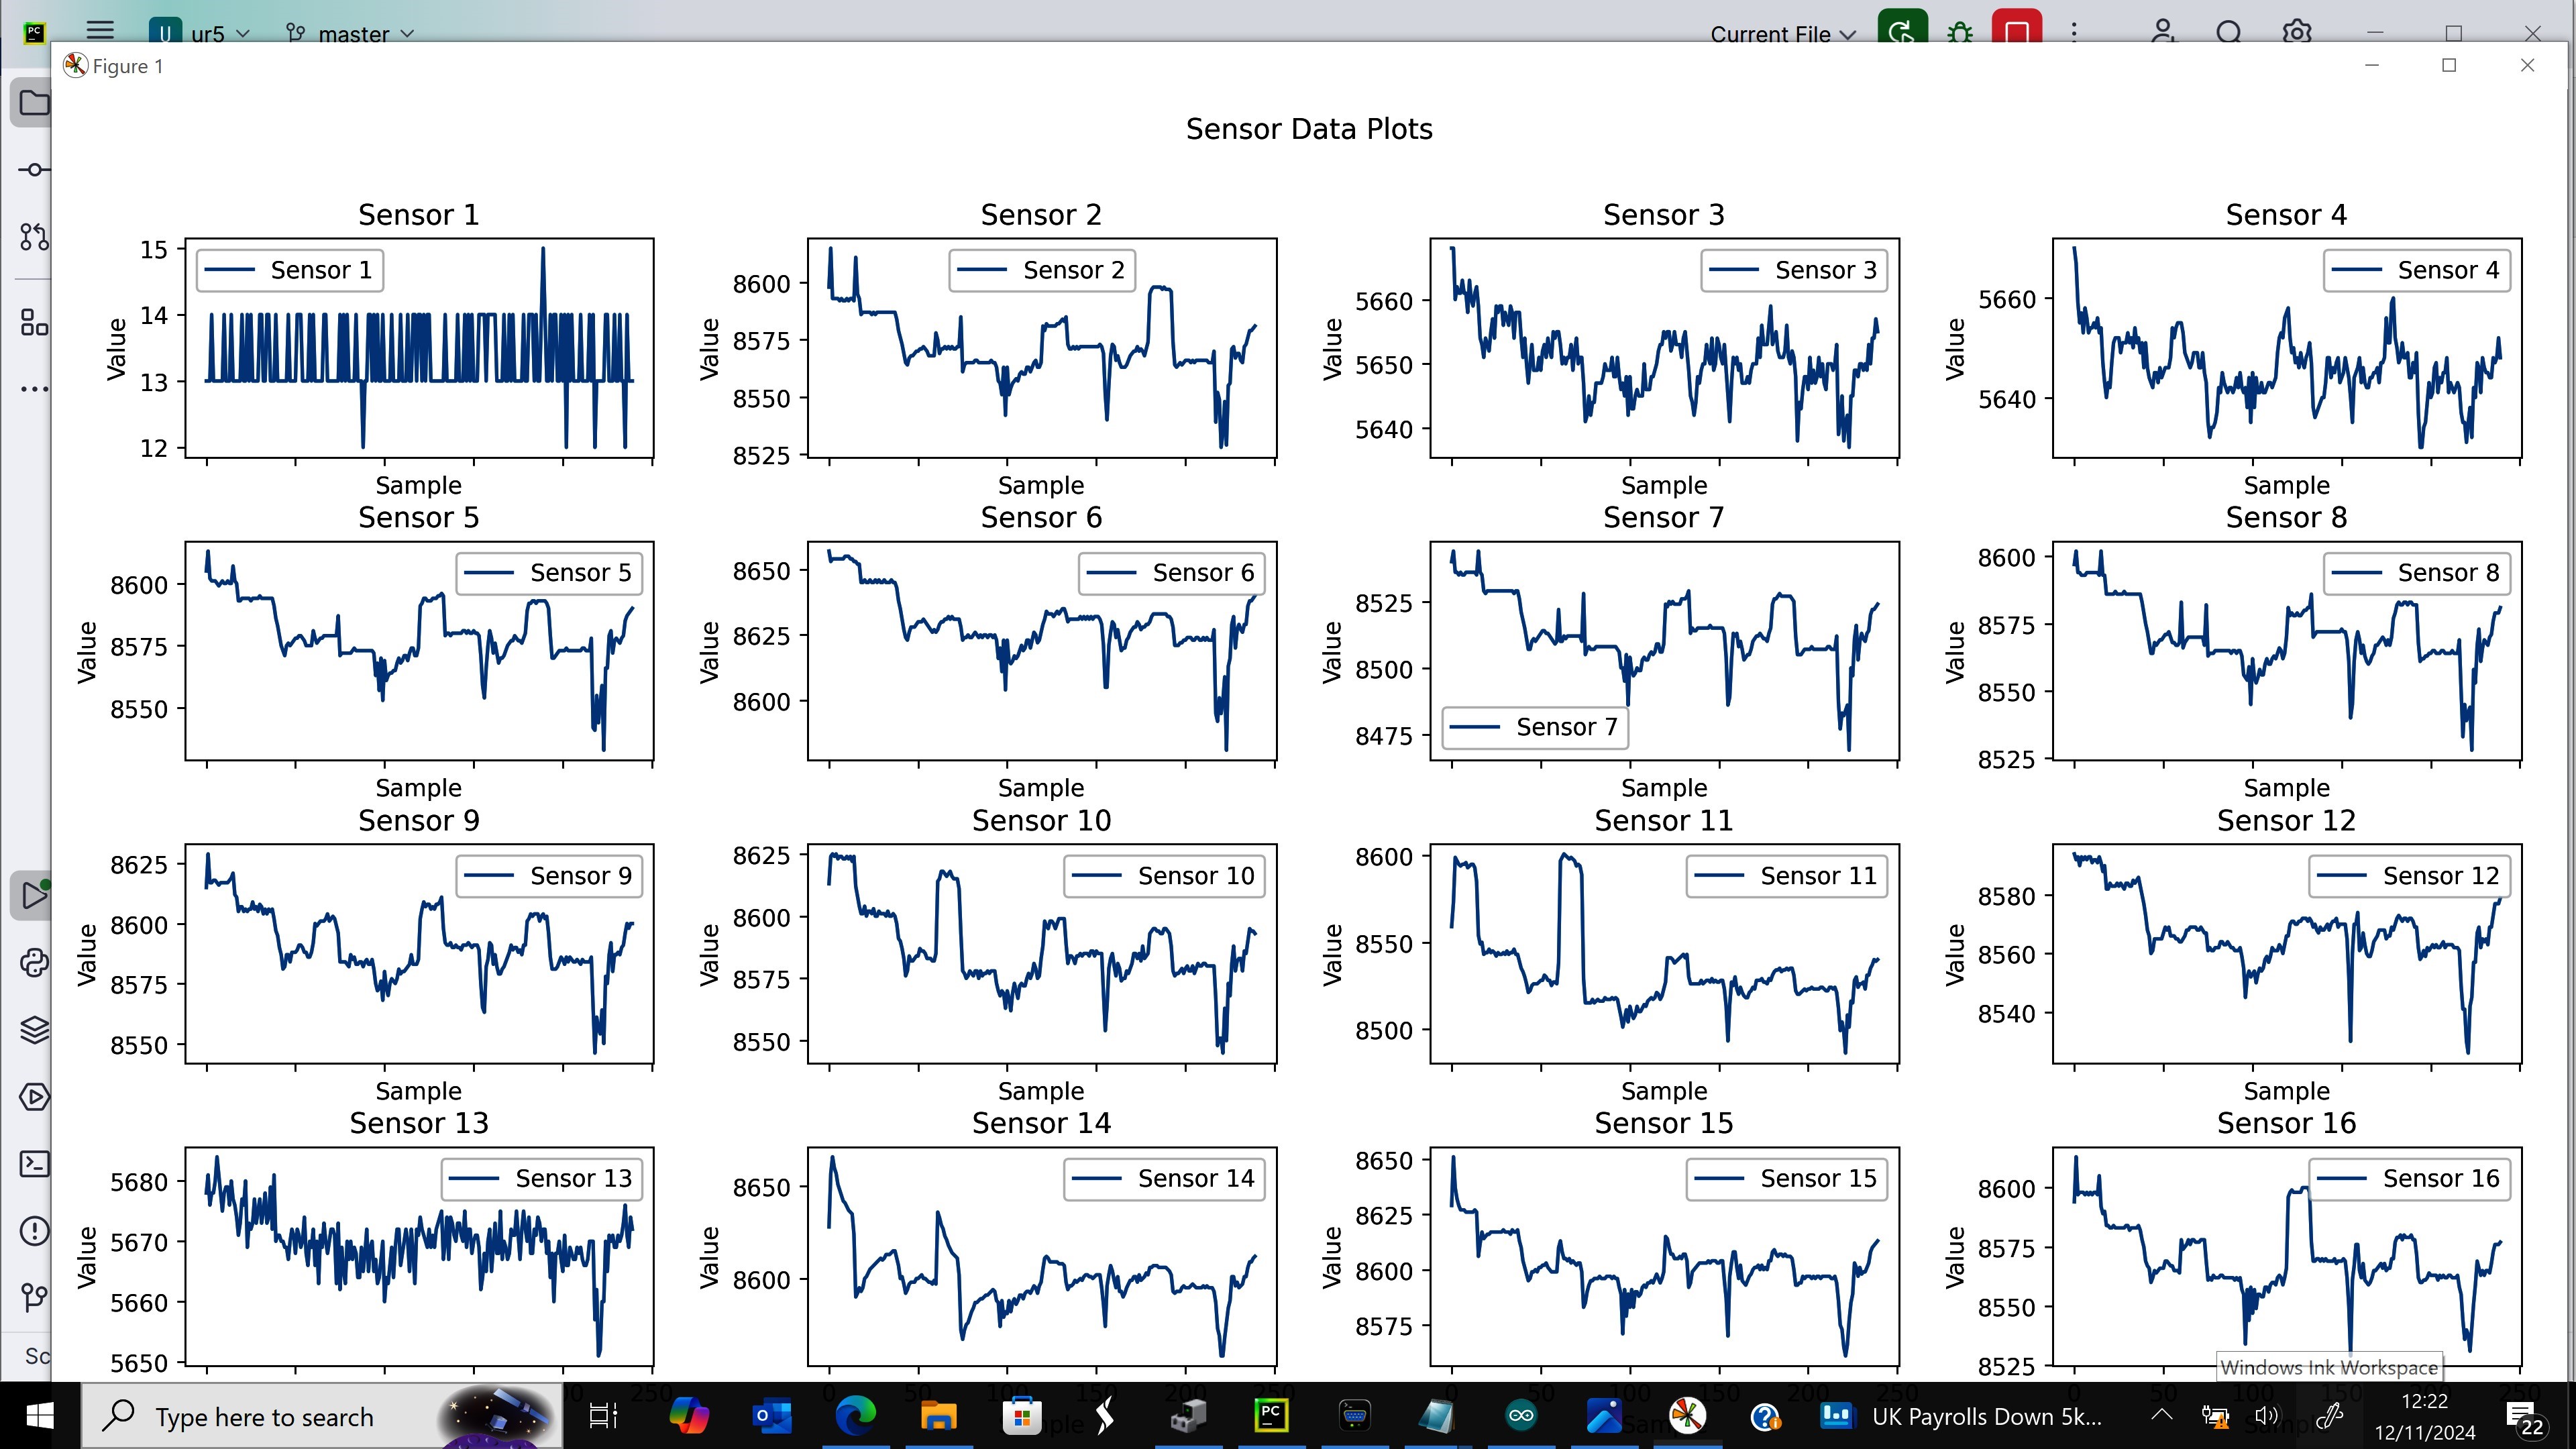 PC
U ur5
master
Current File
Figure 1
Sensor Data Plots
Sensor 1
Sensor 2
Sensor 3
Sensor 4
Value
15
14
13
12
Sensor 1
Sample
Value
8600
8575
8550
8525
Sensor 2
Sample
Value
5660
5650
5640
Sensor 3
Sample
Value
5660
5640
Sensor 4
Sample
Sensor 5
Sensor 6
Sensor 7
Sensor 8
Value
8600
8575
8550
Sensor 5
Sample
Value
8650
8625
8600
Sensor 6
Sample
Value
8525
8500
8475
Sensor 7
Sample
Value
8600
8575
8550
8525
Sensor 8
Sample
Sensor 9
Sensor 10
Sensor 11
Sensor 12
Value
8625
8600
8575
8550
Sensor 9
Sample
Value
8625
8600
8575
8550
Sensor 10
Sample
Value
8600
8550
8500
Sensor 11
Sample
Value
8580
8560
8540
Sensor 12
Sample
Sensor 13
Sensor 14
Sensor 15
Sensor 16
Value
5680
5670
5660
5650
Sensor 13
Value
8650
8600
Sensor 14
Value
8650
8625
8600
8575
Sensor 15
Value
8600
8575
8550
8525
Sensor 16
Sc
Windows Ink Workspace
250
0 50 100 150 200 250
0 50 100 150 200 250
0 50 100 150 200 250
Type here to search
PC
UK Payrolls Down 5k...
12:22
12/11/2024
22